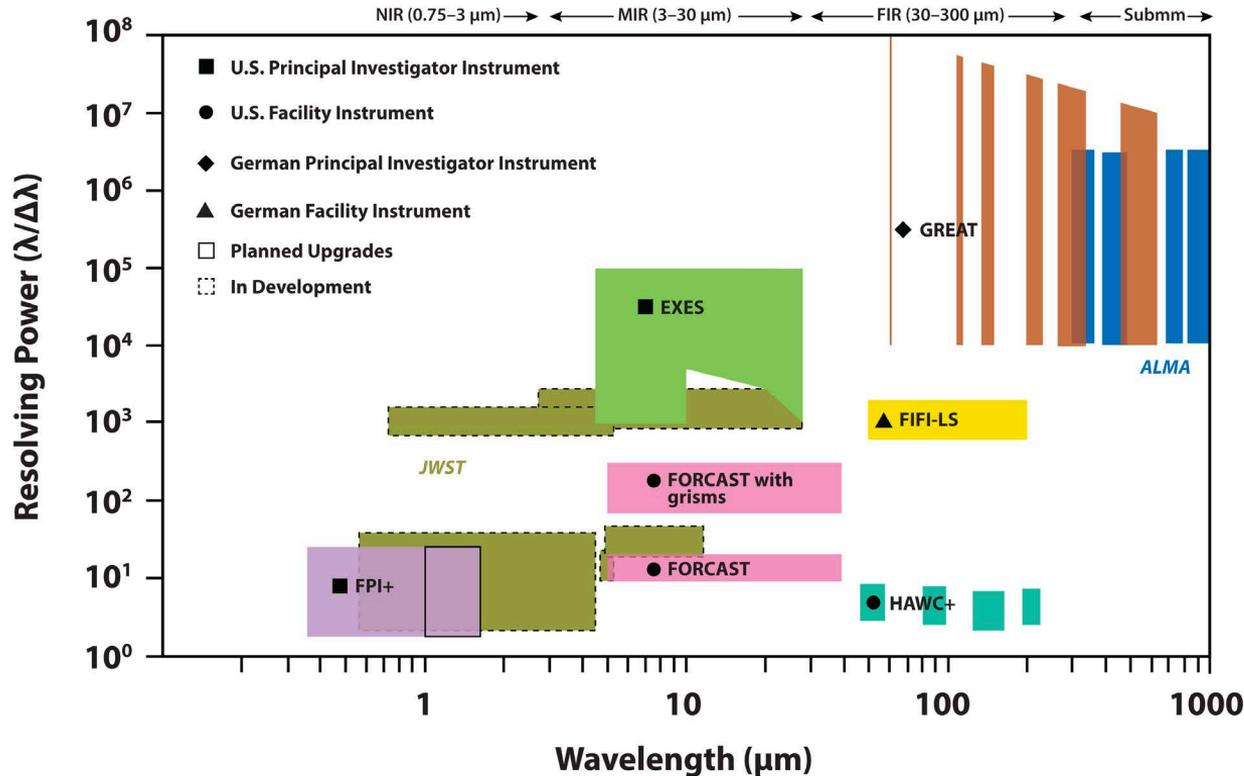 NIR (0.75–3 μm) MIR (3–30 μm) FIR (30–300 μm) Submm
10⁸
10⁷
10⁶
10⁵
10⁴
10³
10²
10¹
10⁰
Resolving Power (λ/Δλ)
U.S. Principal Investigator Instrument
U.S. Facility Instrument
German Principal Investigator Instrument
German Facility Instrument
Planned Upgrades
In Development
GREAT
EXES
ALMA
FIFI-LS
JWST
FORCAST with
grisms
FORCAST
FPI+
HAWC+
1 10 100 1000
Wavelength (μm)